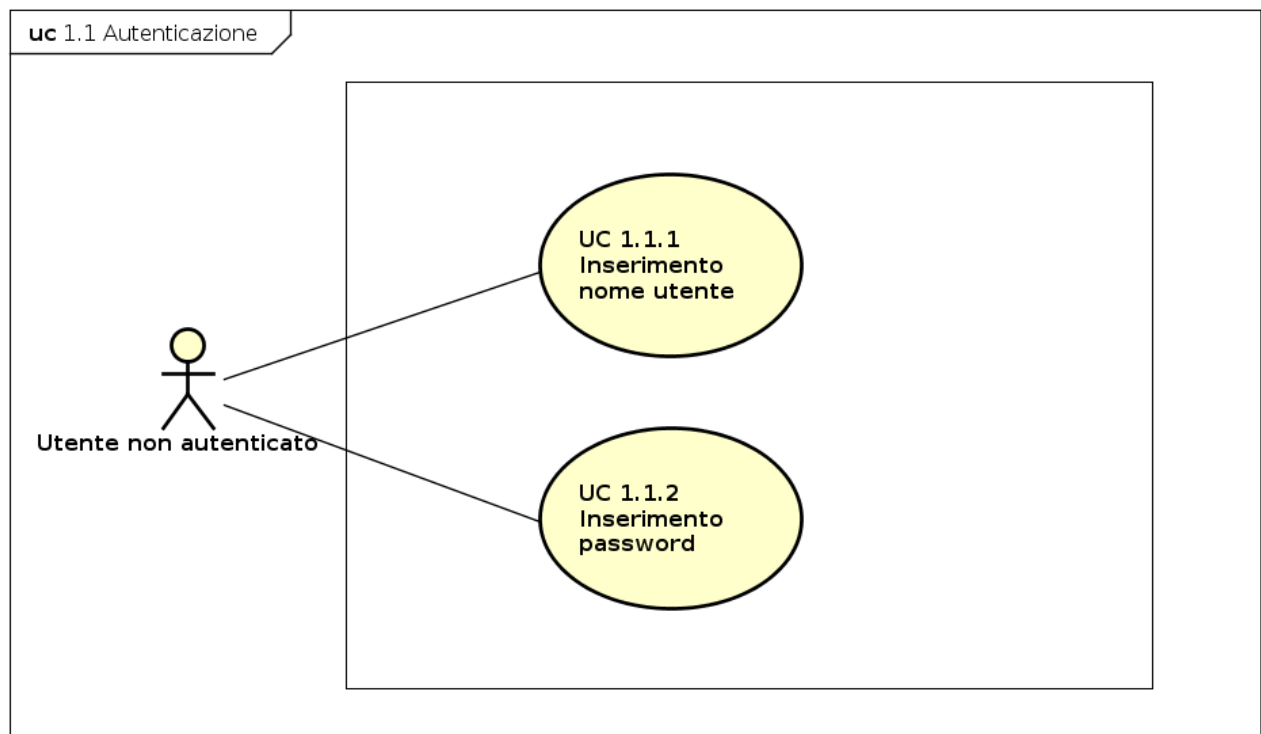 uc 1.1 Autenticazione
UC 1.1.1
Inserimento
nome utente
Utente non autenticato
UC 1.1.2
Inserimento
password